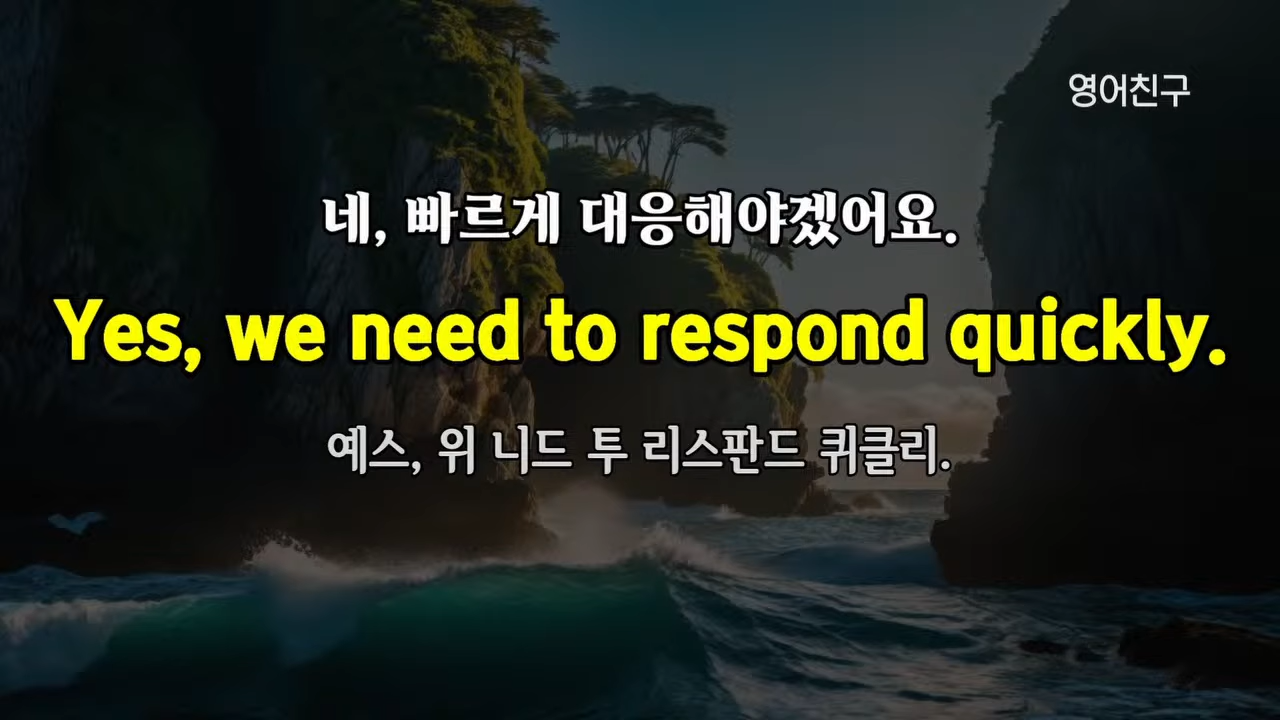 영어친구
네, 빠르게 대응해야겠어요.
Yes, we need to respond quickly.
예스, 위 니드 투 리스판드 퀴클리.